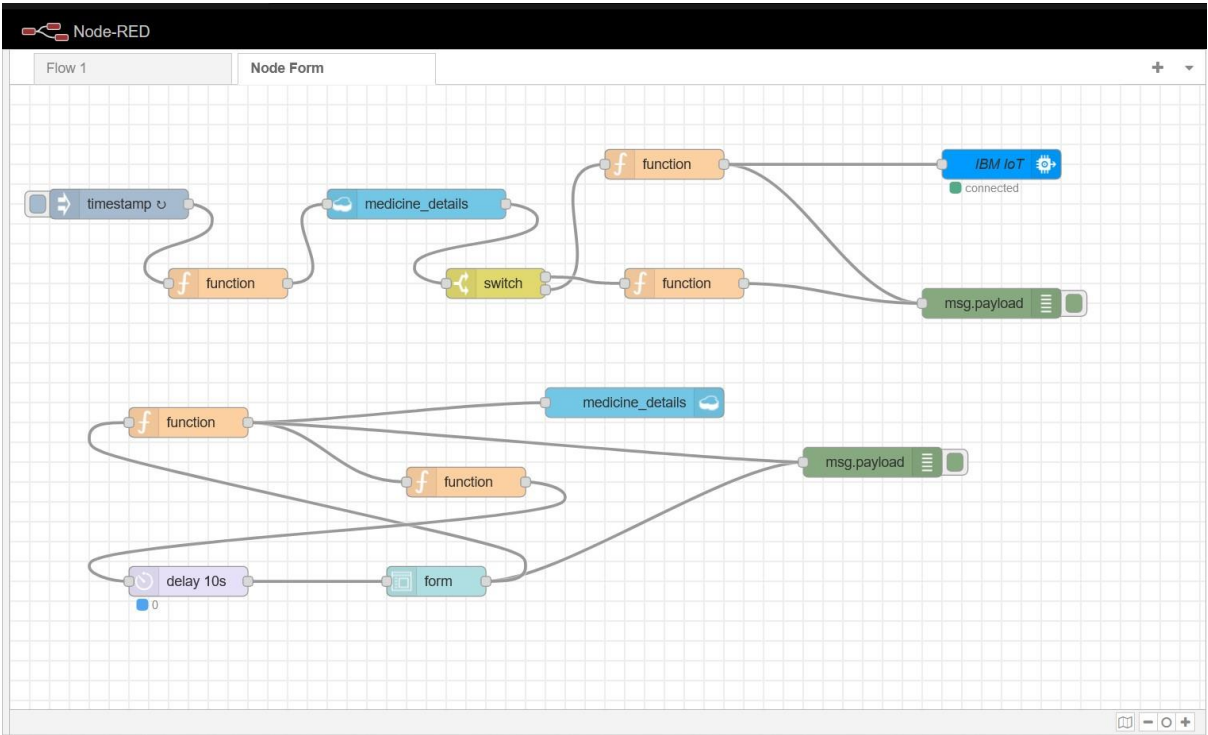 Node-RED
Flow 1
Node Form
function
IBM IoT
connected
timestamp ↻
medicine_details
function
switch
function
msg.payload
medicine_details
function
msg.payload
function
delay 10s
form
0